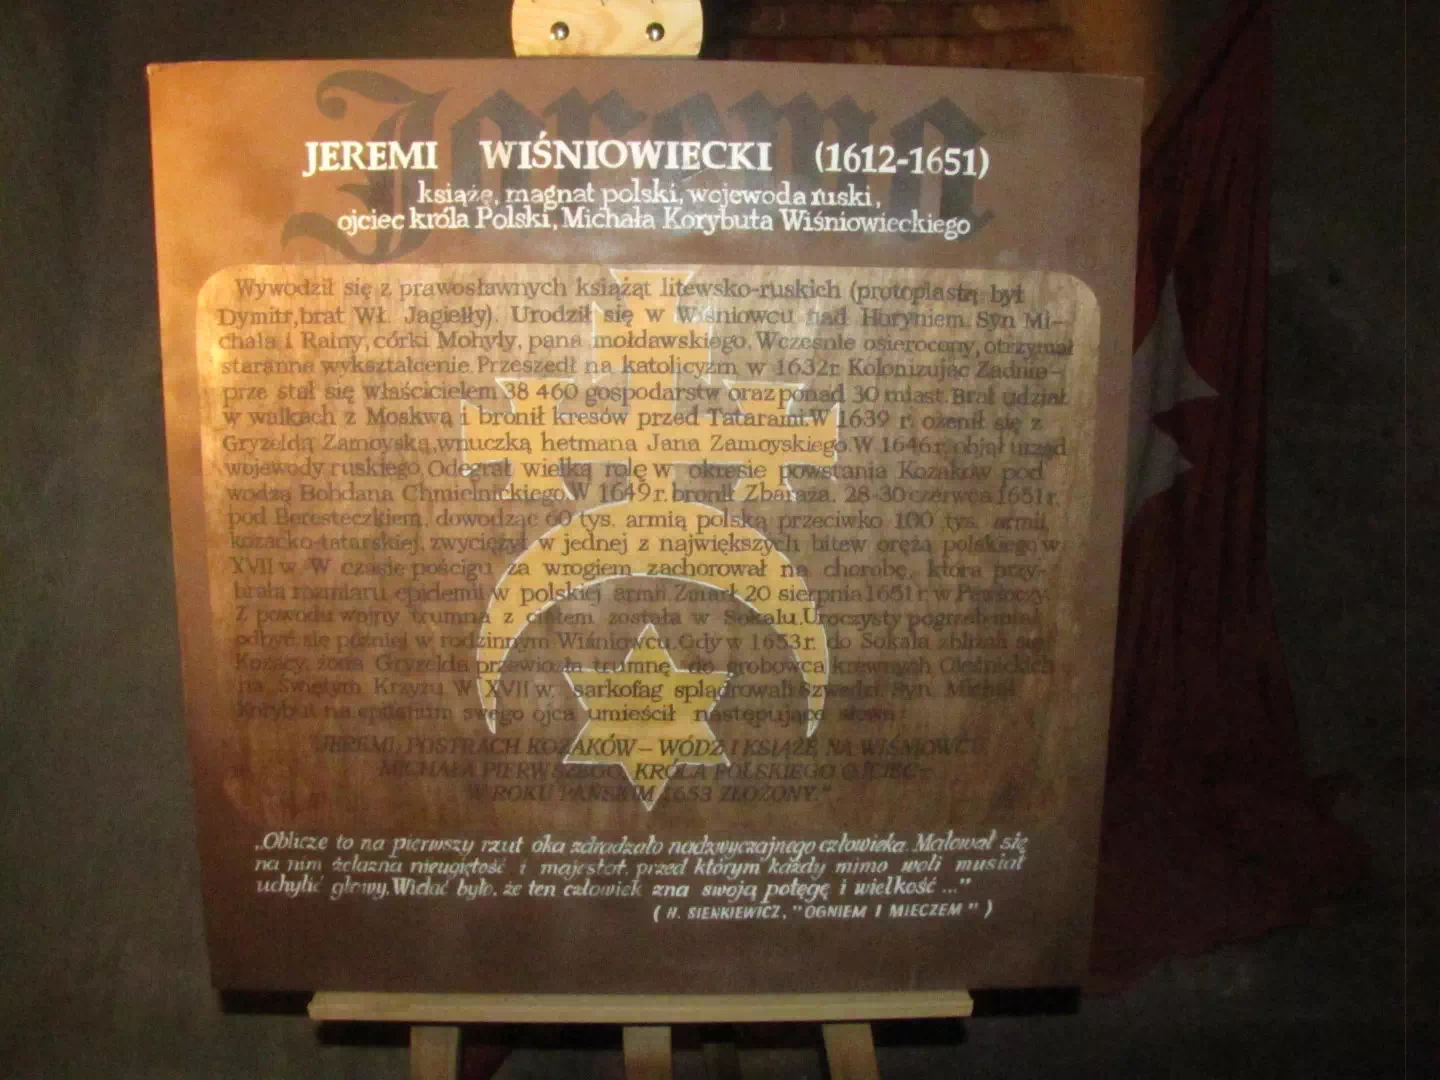 Jarema
JEREMI WIŚNIOWIECKI (1612-1651)
książę, magnat polski, wojewoda ruski,
ojciec króla Polski, Michała Korybuta Wiśniowieckiego
Wywodził się z prawosławnych książąt litewsko-ruskich (protoplastą był
Dymitr, brat Wł. Jagiełły). Urodził się w Wiśniowcu nad Horyniem. Syn Mi-
chała i Rainy, córki Mohyły, pana mołdawskiego. Wcześnie osierocony, otrzymał
staranne wykształcenie. Przeszedł na katolicyzm w 1632r. Kolonizując Zadnie-
prze stał się właścicielem 38 460 gospodarstw oraz ponad 30 miast. Brał udział
w walkach z Moskwą i bronił kresów przed Tatarami. W 1639 r. ożenił się z
Gryzeldą Zamoyską, wnuczką hetmana Jana Zamoyskiego. W 1646r. objął urząd
wojewody ruskiego. Odegrał wielką rolę w okresie powstania Kozaków pod
wodzą Bohdana Chmielnickiego. W 1649r. bronił Zbaraża. 28-30 czerwca 1651r.
pod Beresteczkiem, dowodząc 60 tys. armią polską przeciwko 100 tys. armii
kozacko-tatarskiej, zwyciężył w jednej z największych bitew oręża polskiego w
XVII w. W czasie pościgu za wrogiem zachorował na chorobę, która przy-
brała rozmiary epidemii w polskiej armii. Zmarł 20 sierpnia 1651 r. w Pawołoczy.
Z powodu wojny trumna z ciałem została w Sokalu. Uroczysty pogrzeb miał
odbyć się później w rodzinnym Wiśniowcu. Gdy w 1653r. do Sokala zbliżali się
Kozacy, żona Gryzelda przewiozła trumnę do grobowca krewnych Oleśnickich
na Świętym Krzyżu. W XVII w. sarkofag splądrowali Szwedzi. Syn Michał
Korybut na epitafium swego ojca umieścił następujące słowa:
"JEREMI, POSTRACH KOZAKÓW – WÓDZ I KSIĄŻĘ NA WIŚNIOWCU,
MICHAŁA PIERWSZEGO, KRÓLA POLSKIEGO OJCIEC –
W ROKU PAŃSKIM 1653 ZŁOŻONY."
„Oblicze to na pierwszy rzut oka zdradzało nadzwyczajnego człowieka. Malował się
na nim żelazna nieugiętość i majestat, przed którym każdy mimo woli musiał
uchylić głowy. Widać było, że ten człowiek zna swoją potęgę i wielkość ..."
( H. SIENKIEWICZ, "OGNIEM I MIECZEM" )